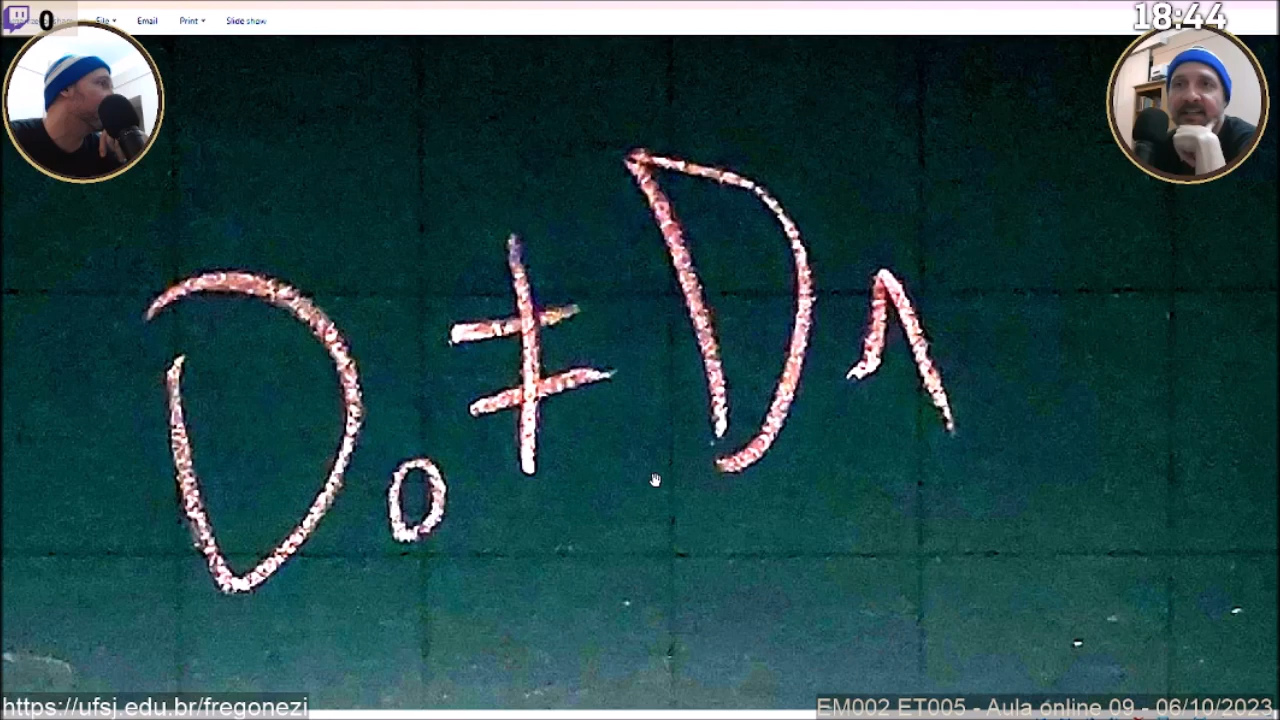 0
File Email Print Slide show
18:44
D₀ ≠ D₁
https://ufsj.edu.br/fregonezi
EM002 ET005 - Aula online 09 - 06/10/2023